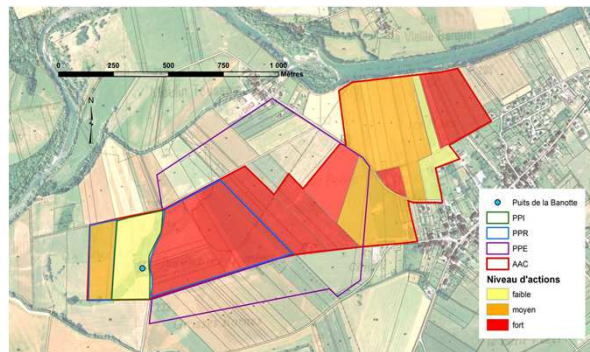 0 250 500 750 1 000
Mètres
N
Puits de la Banotte
PPI
PPR
PPE
AAC
Niveau d'actions
faible
moyen
fort